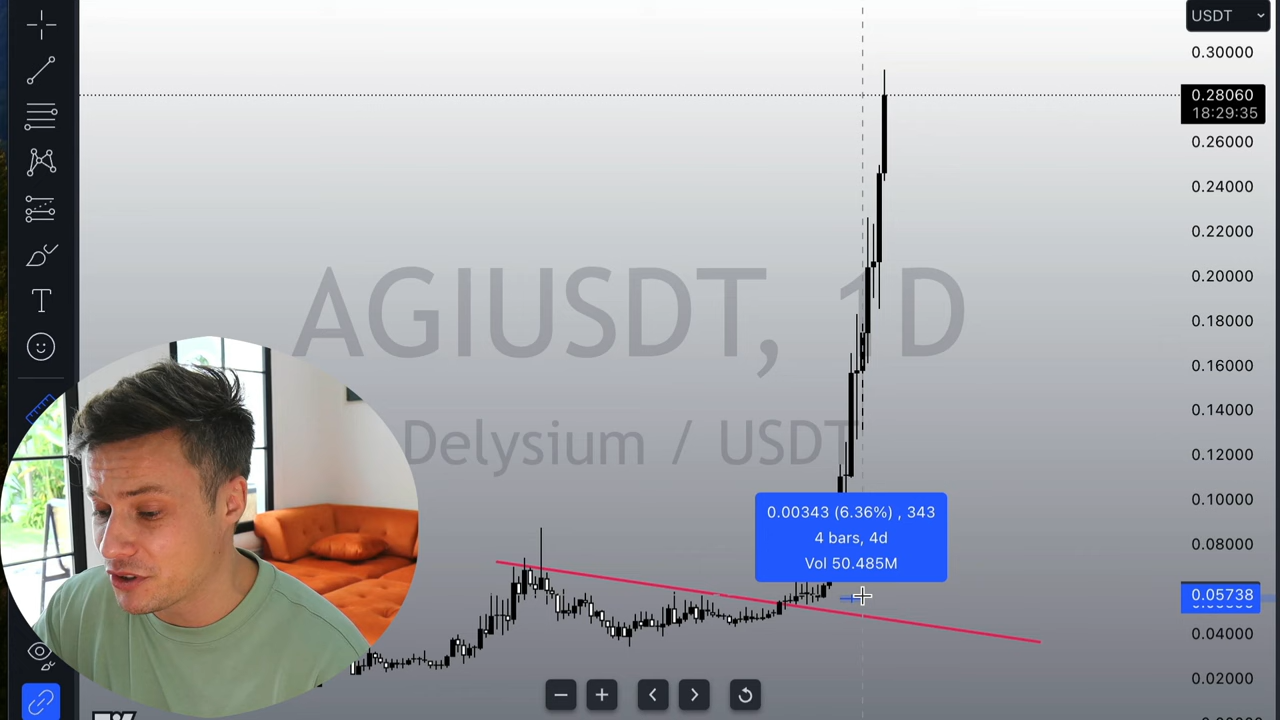 USDT
0.30000
0.28060
18:29:35
0.26000
0.24000
0.22000
0.20000
0.18000
0.16000
0.14000
0.12000
0.10000
0.08000
0.05738
0.04000
0.02000
AGIUSDT, 1D
Delysium / USDT
0.00343 (6.36%) , 343
4 bars, 4d
Vol 50.485M
T